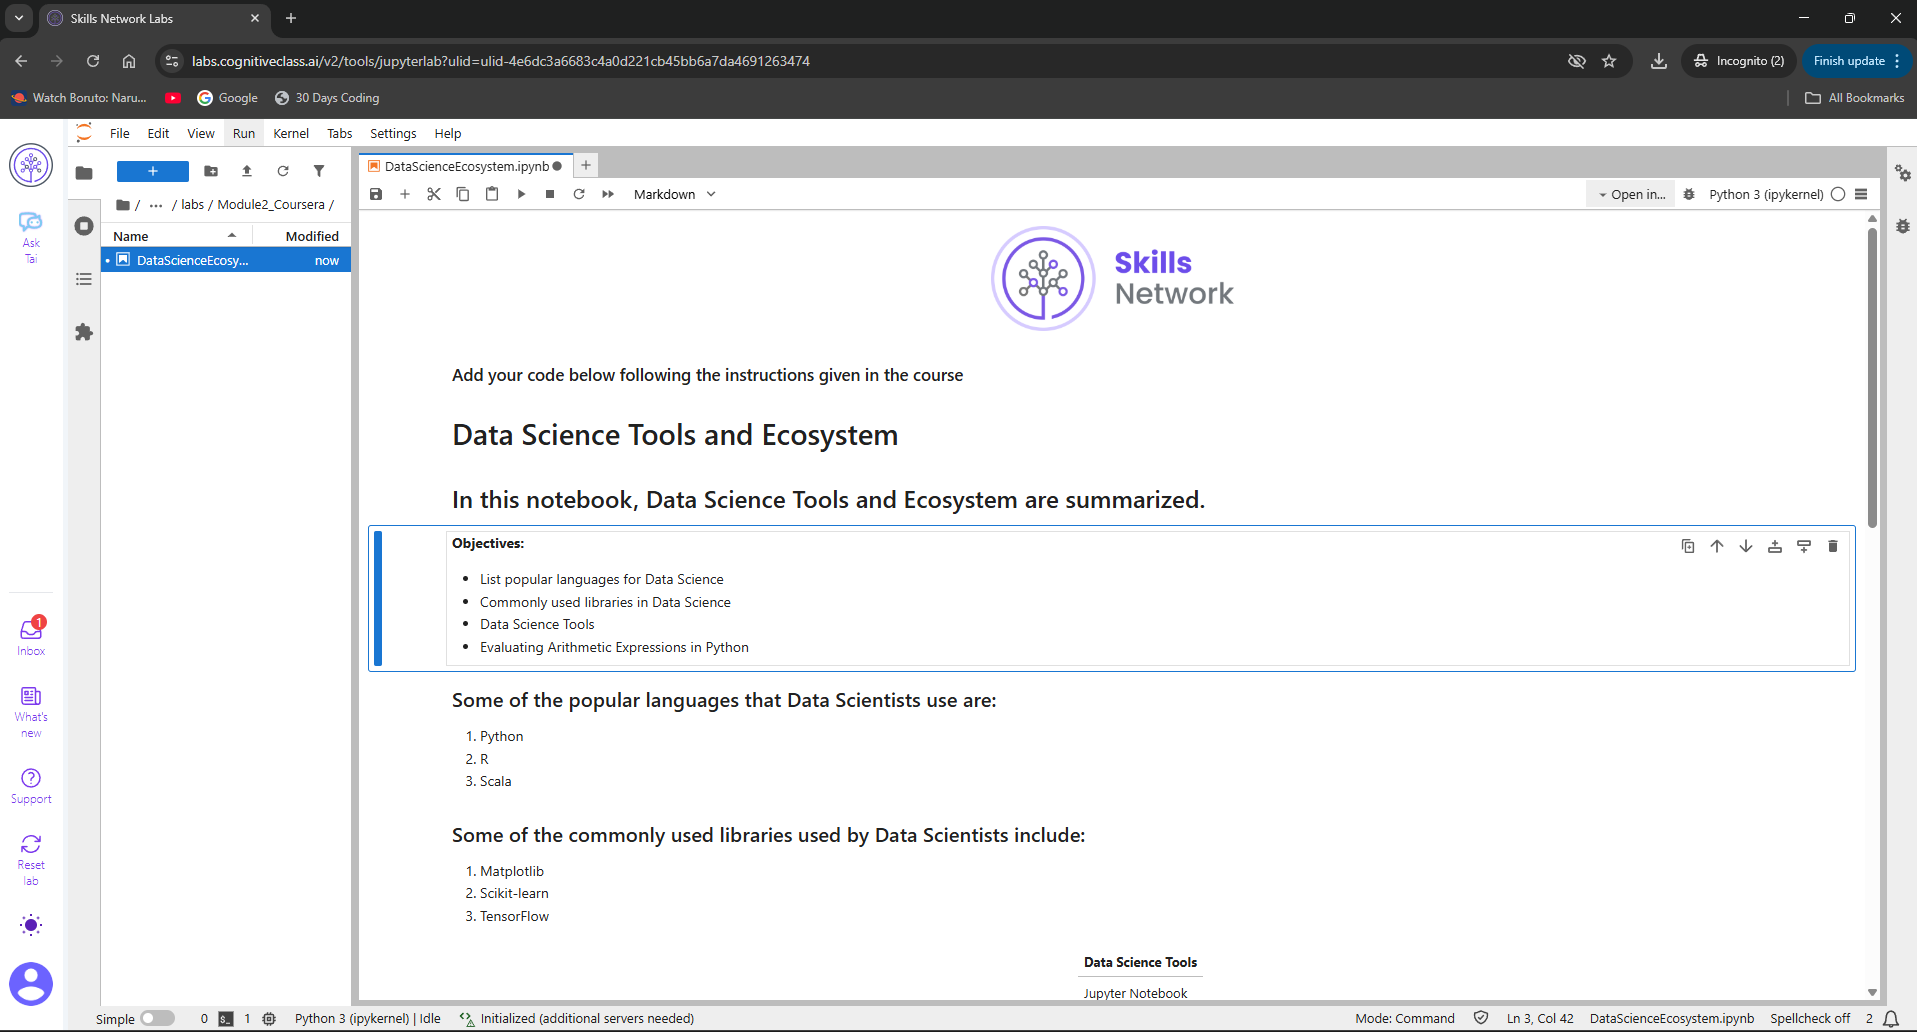 Skills Network Labs
labs.cognitiveclass.ai/v2/tools/jupyterlab?ulid=ulid-4e6dc3a6683c4a0d221cb45bb6a7da4691263474
Incognito (2)
Finish update
Watch Boruto: Naru...
Google
30 Days Coding
All Bookmarks
File Edit View Run Kernel Tabs Settings Help
Ask
Tai
Inbox
1
What's
new
Support
Reset
lab
/ ... / labs / Module2_Coursera /
Name Modified
DataScienceEcosy... now
DataScienceEcosystem.ipynb
Markdown
Open in...
Python 3 (ipykernel)
Skills
Network
Add your code below following the instructions given in the course
Data Science Tools and Ecosystem
In this notebook, Data Science Tools and Ecosystem are summarized.
Objectives:
• List popular languages for Data Science
• Commonly used libraries in Data Science
• Data Science Tools
• Evaluating Arithmetic Expressions in Python
Some of the popular languages that Data Scientists use are:
1. Python
2. R
3. Scala
Some of the commonly used libraries used by Data Scientists include:
1. Matplotlib
2. Scikit-learn
3. TensorFlow
Data Science Tools
Jupyter Notebook
Simple 0 $_ 1 Python 3 (ipykernel) | Idle Initialized (additional servers needed) Mode: Command Ln 3, Col 42 DataScienceEcosystem.ipynb Spellcheck off 2